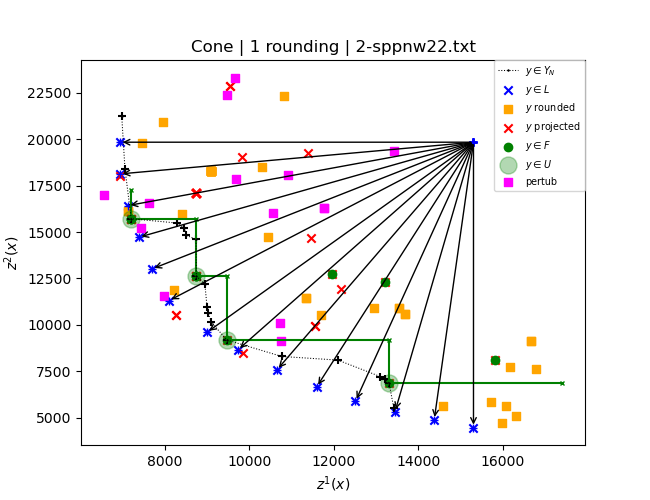 Cone | 1 rounding | 2-sppnw22.txt
y ∈ Y_N
y ∈ L
y rounded
y projected
y ∈ F
y ∈ U
pertub
22500
20000
17500
15000
12500
10000
7500
5000
z²(x)
8000 10000 12000 14000 16000
z¹(x)